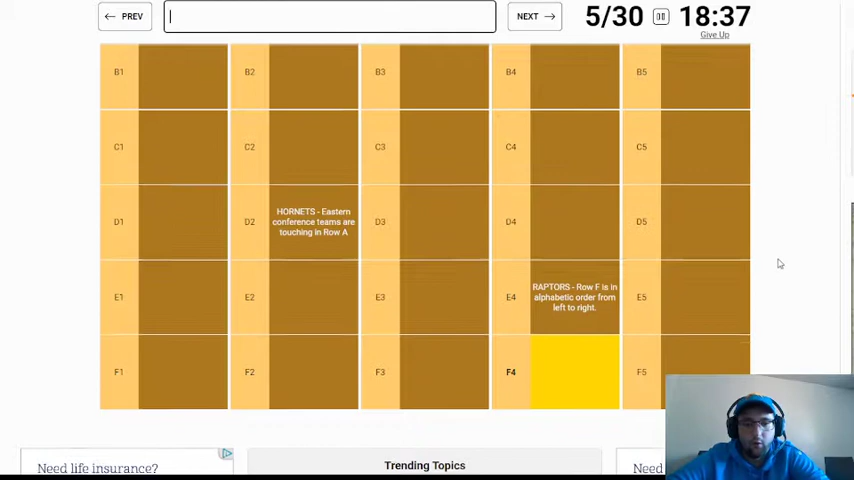 PREV
NEXT
5/30
18:37
Give Up
B1
B2
B3
B4
B5
C1
C2
C3
C4
C5
D1
D2
HORNETS - Eastern
conference teams are
touching in Row A
D3
D4
D5
E1
E2
E3
E4
RAPTORS - Row F is in
alphabetic order from
left to right.
E5
F1
F2
F3
F4
F5
Need life insurance?
Trending Topics
Need